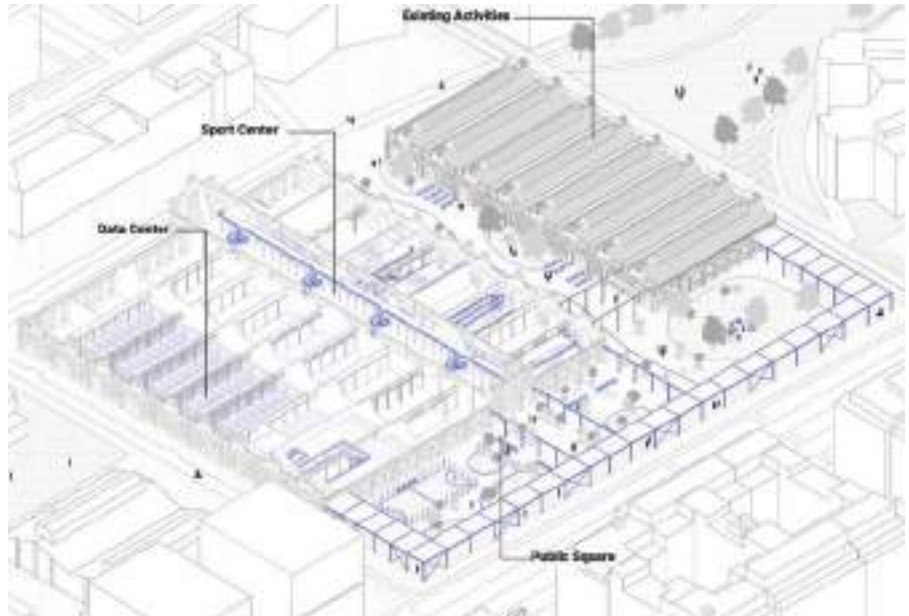 Existing Activities
Sport Center
Data Center
Public Square